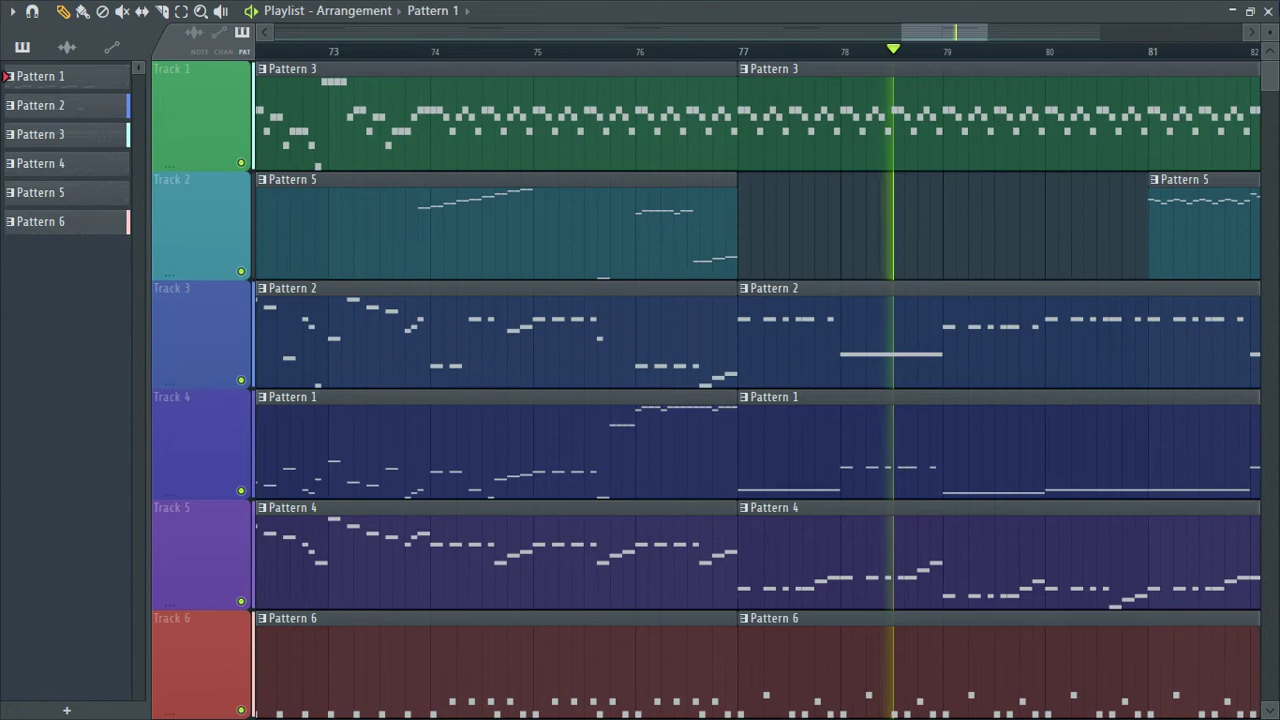 Playlist - Arrangement › Pattern 1 ›
NOTE CHAN PAT
73 74 75 76 77 78 79 80 81 82
Pattern 1
Pattern 2
Pattern 3
Pattern 4
Pattern 5
Pattern 6
+
Track 1 Pattern 3 Pattern 3
Track 2 Pattern 5 Pattern 5
Track 3 Pattern 2 Pattern 2
Track 4 Pattern 1 Pattern 1
Track 5 Pattern 4 Pattern 4
Track 6 Pattern 6 Pattern 6